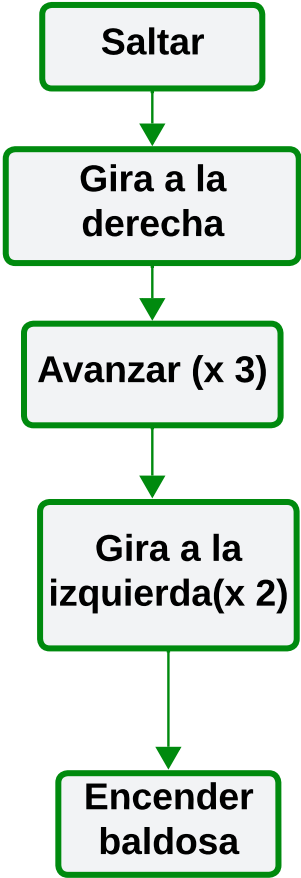 Saltar
Gira a la
derecha
Avanzar (x 3)
Gira a la
izquierda(x 2)
Encender
baldosa